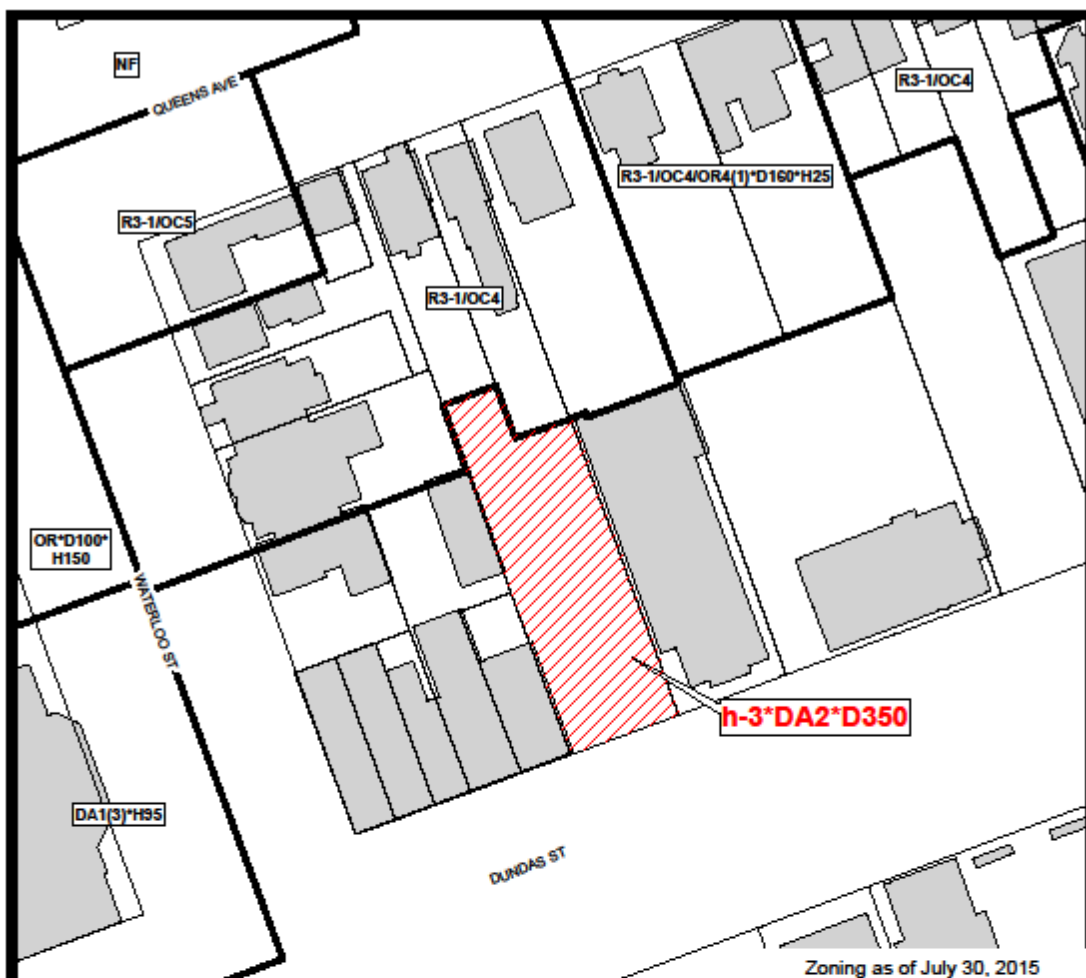 NF
QUEENS AVE
R3-1/OC4
R3-1/OC4/OR4(1)*D160*H25
R3-1/OC5
R3-1/OC4
OR*D100*
H150
WATERLOO ST
h-3*DA2*D350
DA1(3)*H95
DUNDAS ST
Zoning as of July 30, 2015